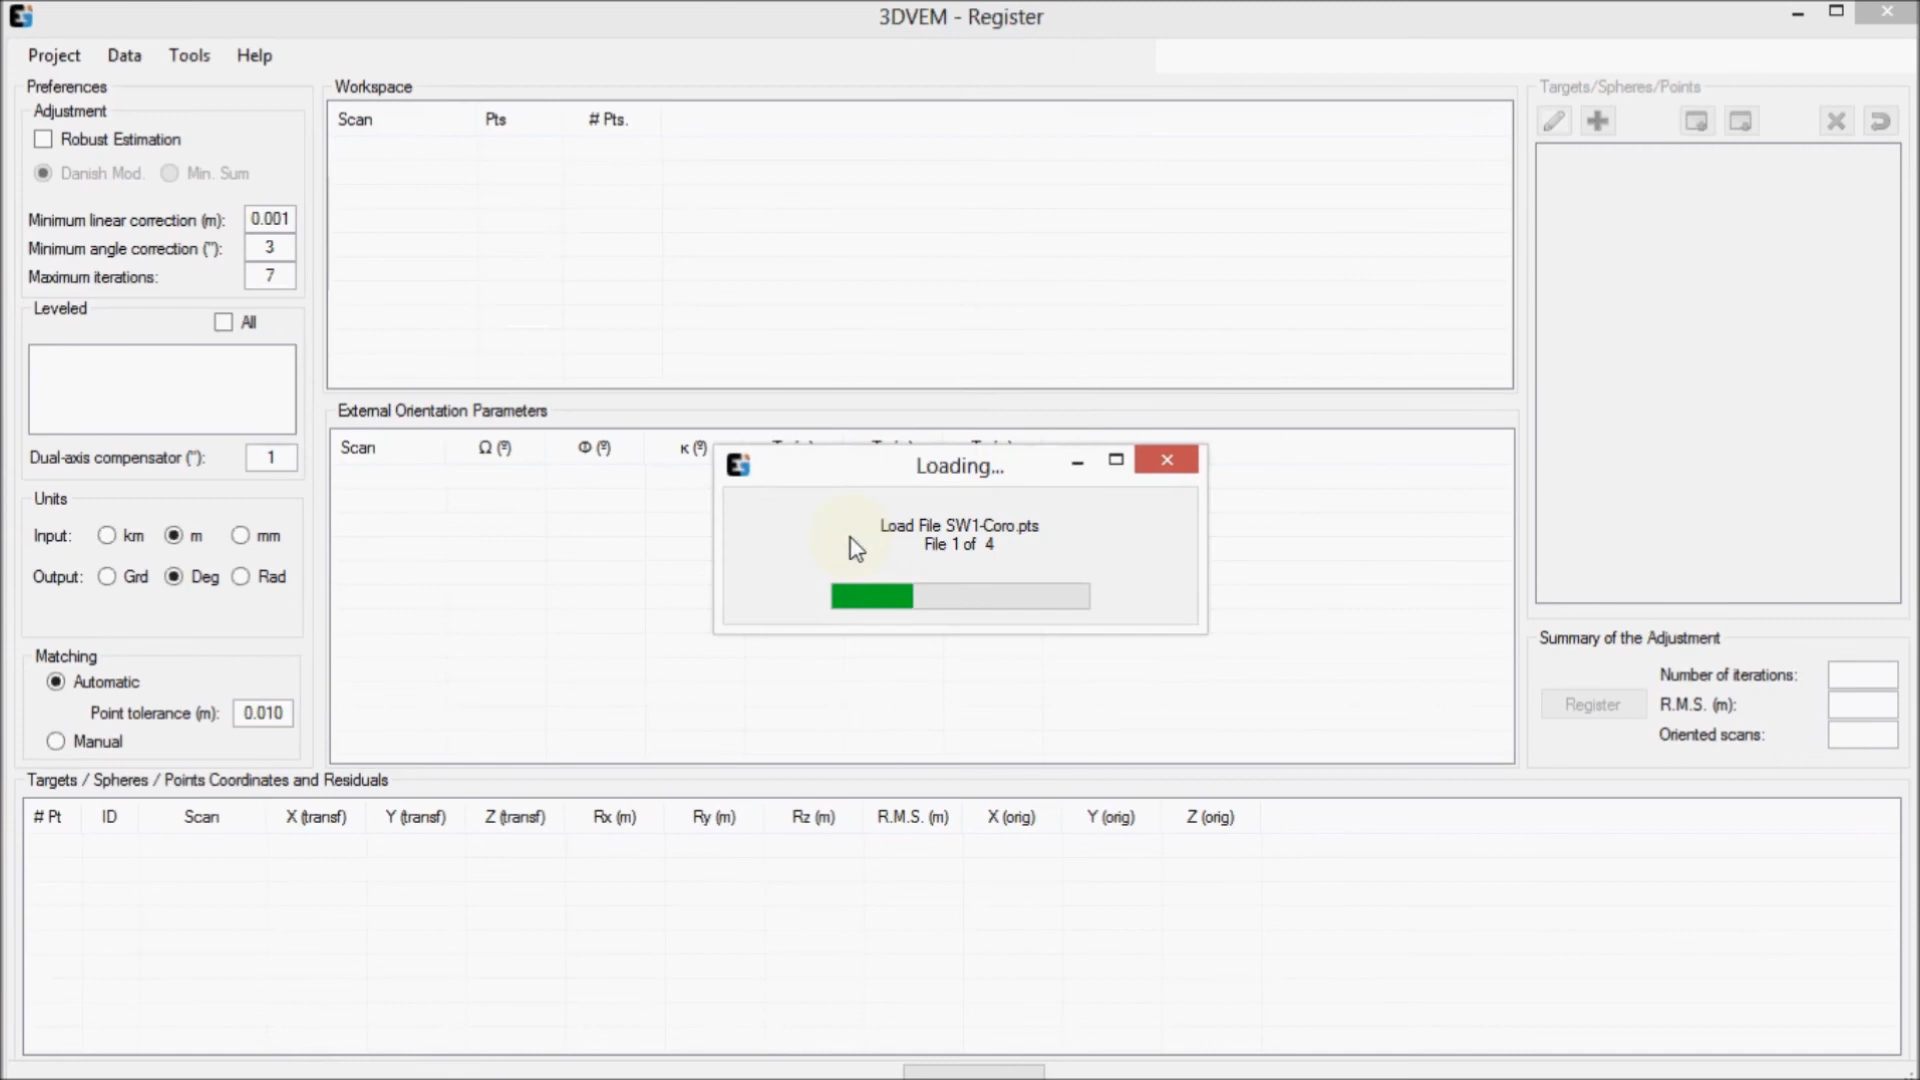 3DVEM - Register
Project Data Tools Help
Preferences
Adjustment
Robust Estimation
Danish Mod. Min. Sum
Minimum linear correction (m): 0.001
Minimum angle correction (''): 3
Maximum iterations: 7
Leveled
All
Dual-axis compensator (''): 1
Units
Input: km m mm
Output: Grd Deg Rad
Matching
Automatic
Point tolerance (m): 0.010
Manual
Workspace
Scan Pts # Pts.
External Orientation Parameters
Scan Ω (º) Φ (º) κ (º)
Loading...
Load File SW1-Coro.pts
File 1 of 4
Targets/Spheres/Points
Summary of the Adjustment
Number of iterations:
Register R.M.S. (m):
Oriented scans:
Targets / Spheres / Points Coordinates and Residuals
# Pt ID Scan X (transf) Y (transf) Z (transf) Rx (m) Ry (m) Rz (m) R.M.S. (m) X (orig) Y (orig) Z (orig)